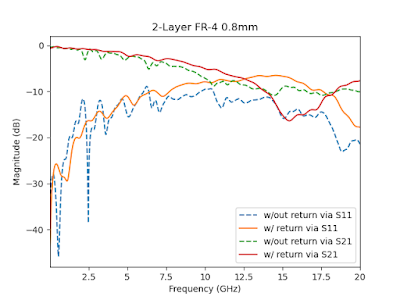 2-Layer FR-4 0.8mm
Magnitude (dB)
0
−10
−20
−30
−40
w/out return via S11
w/ return via S11
w/out return via S21
w/ return via S21
2.5 5 7.5 10 12.5 15 17.5 20
Frequency (GHz)